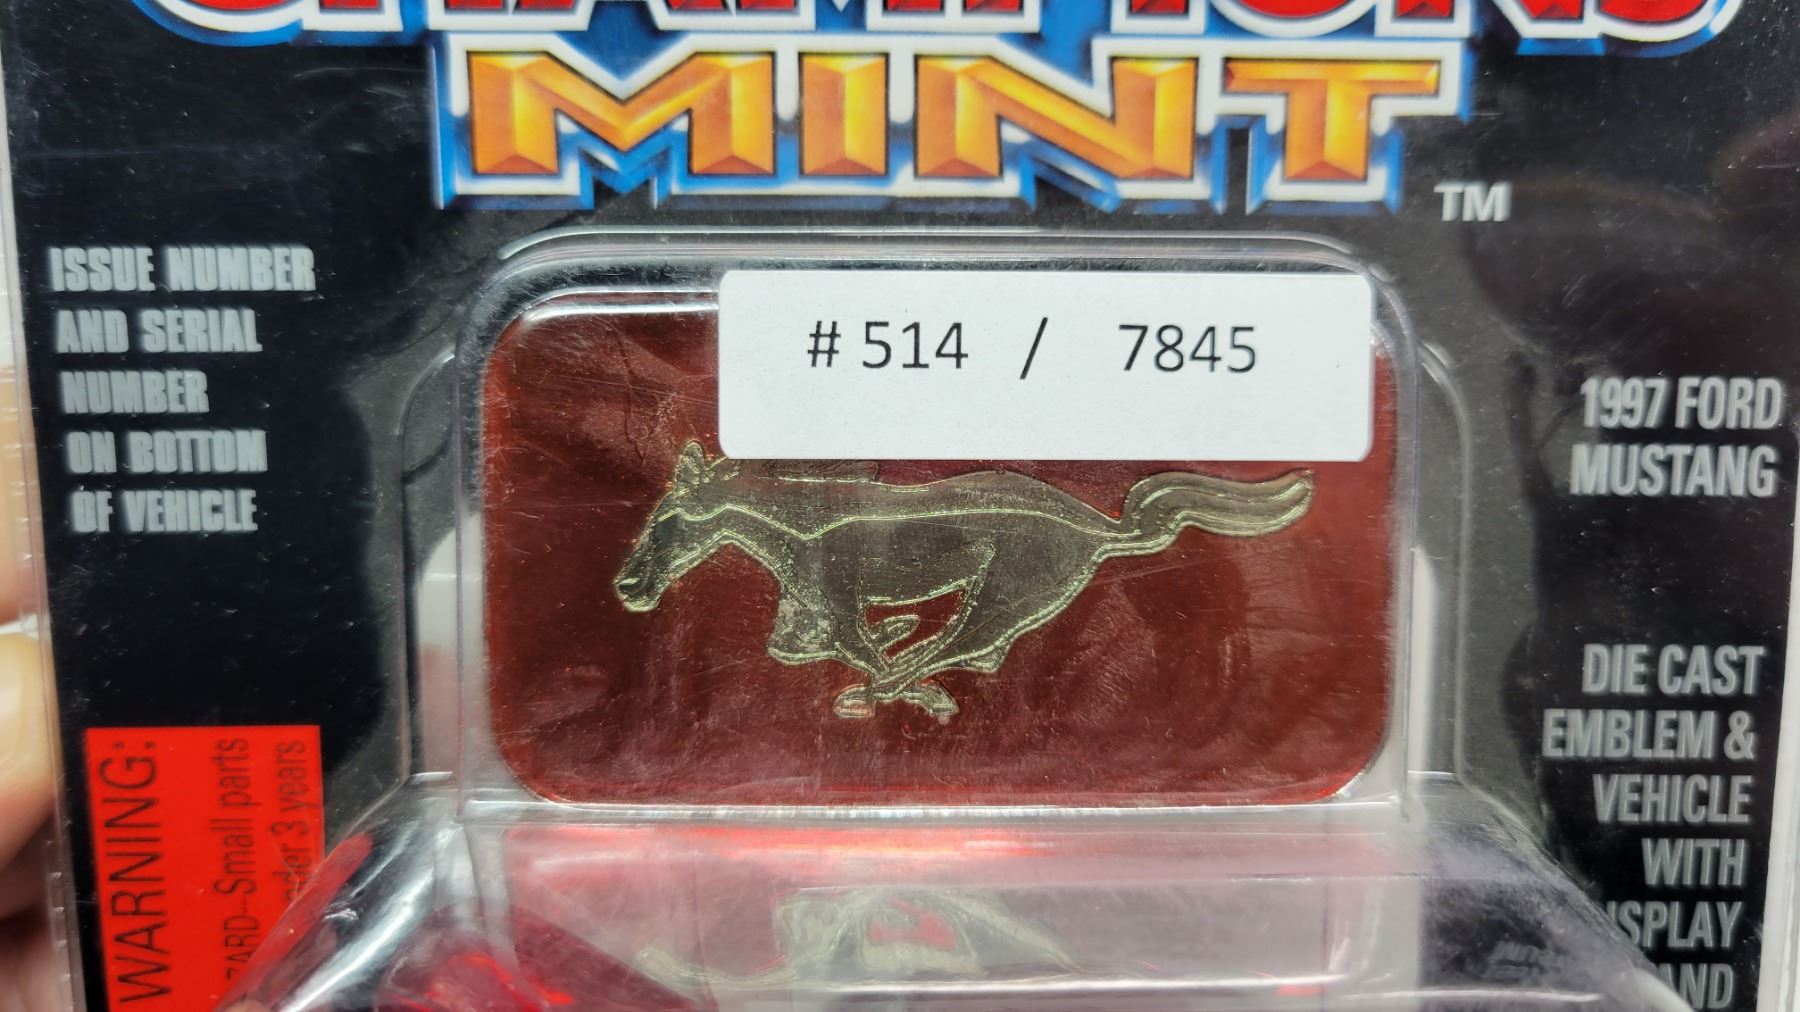 CHAMPIONS
MINT
TM
ISSUE NUMBER
AND SERIAL
NUMBER
ON BOTTOM
OF VEHICLE
# 514 / 7845
1997 FORD
MUSTANG
DIE CAST
EMBLEM &
VEHICLE
WITH
WARNING:
Small parts
3 years